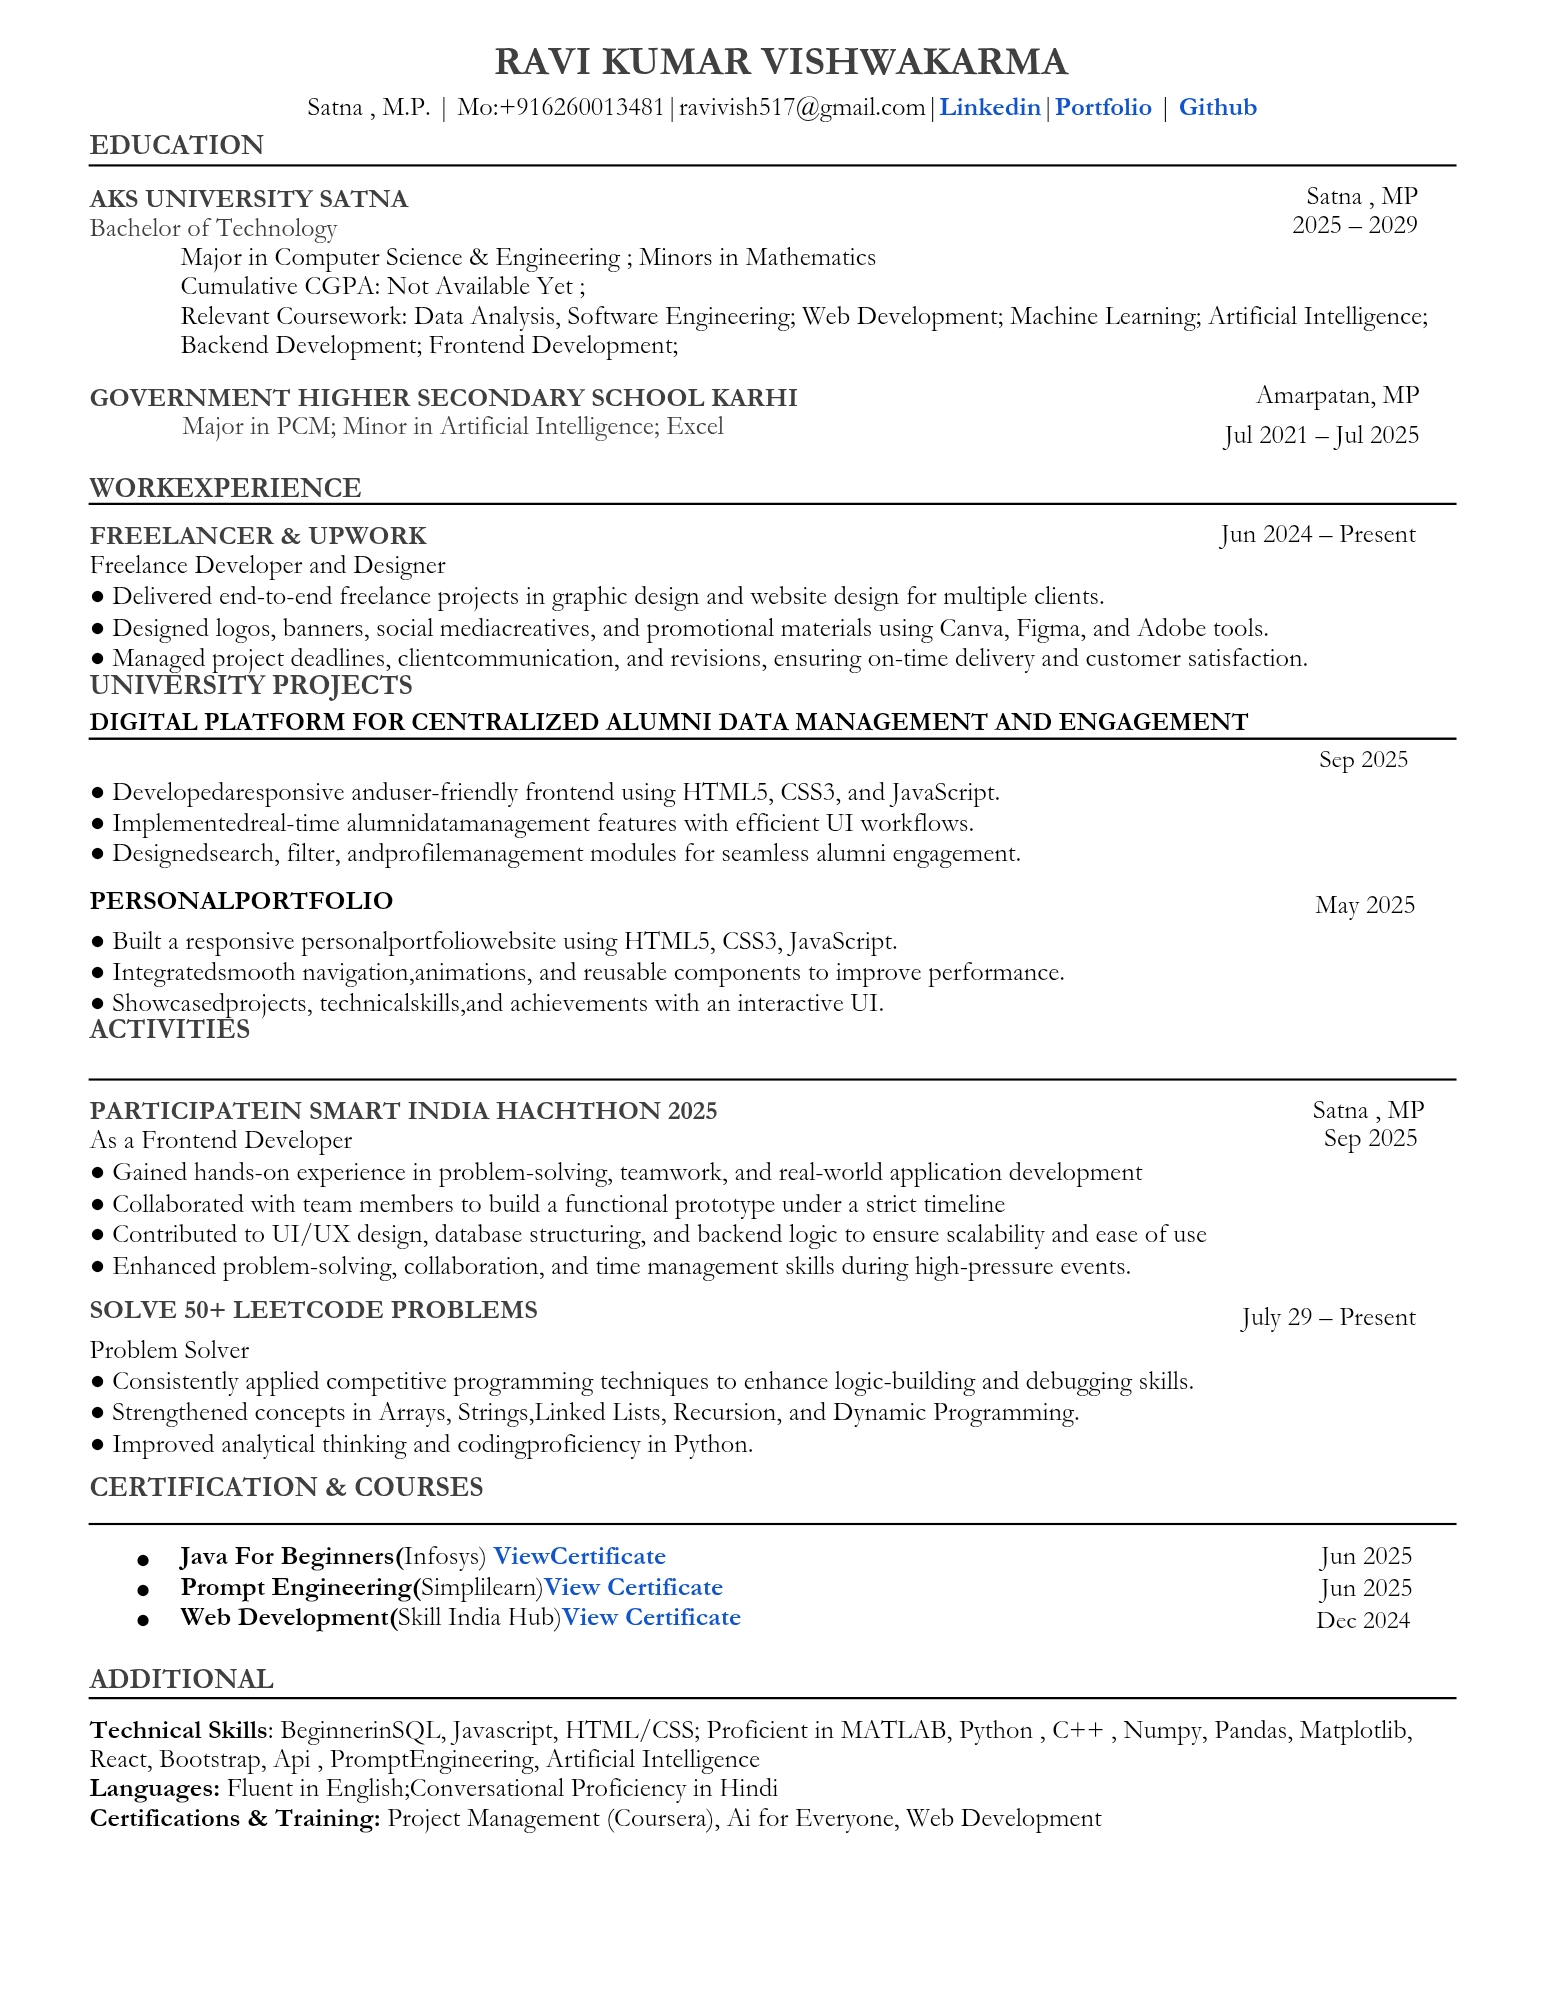 RAVI KUMAR VISHWAKARMA
Satna , M.P. | Mo:+916260013481|ravivish517@gmail.com|Linkedin|Portfolio | Github
EDUCATION
AKS UNIVERSITY SATNA Satna , MP
Bachelor of Technology 2025 – 2029
Major in Computer Science & Engineering ; Minors in Mathematics
Cumulative CGPA: Not Available Yet ;
Relevant Coursework: Data Analysis, Software Engineering; Web Development; Machine Learning; Artificial Intelligence;
Backend Development; Frontend Development;
GOVERNMENT HIGHER SECONDARY SCHOOL KARHI Amarpatan, MP
Major in PCM; Minor in Artificial Intelligence; Excel Jul 2021 – Jul 2025
WORKEXPERIENCE
FREELANCER & UPWORK Jun 2024 – Present
Freelance Developer and Designer
● Delivered end-to-end freelance projects in graphic design and website design for multiple clients.
● Designed logos, banners, social mediacreatives, and promotional materials using Canva, Figma, and Adobe tools.
● Managed project deadlines, clientcommunication, and revisions, ensuring on-time delivery and customer satisfaction.
UNIVERSITY PROJECTS
DIGITAL PLATFORM FOR CENTRALIZED ALUMNI DATA MANAGEMENT AND ENGAGEMENT
Sep 2025
● Developedaresponsive anduser-friendly frontend using HTML5, CSS3, and JavaScript.
● Implementedreal-time alumnidatamanagement features with efficient UI workflows.
● Designedsearch, filter, andprofilemanagement modules for seamless alumni engagement.
PERSONALPORTFOLIO May 2025
● Built a responsive personalportfoliowebsite using HTML5, CSS3, JavaScript.
● Integratedsmooth navigation,animations, and reusable components to improve performance.
● Showcasedprojects, technicalskills,and achievements with an interactive UI.
ACTIVITIES
PARTICIPATEIN SMART INDIA HACHTHON 2025 Satna , MP
As a Frontend Developer Sep 2025
● Gained hands-on experience in problem-solving, teamwork, and real-world application development
● Collaborated with team members to build a functional prototype under a strict timeline
● Contributed to UI/UX design, database structuring, and backend logic to ensure scalability and ease of use
● Enhanced problem-solving, collaboration, and time management skills during high-pressure events.
SOLVE 50+ LEETCODE PROBLEMS July 29 – Present
Problem Solver
● Consistently applied competitive programming techniques to enhance logic-building and debugging skills.
● Strengthened concepts in Arrays, Strings,Linked Lists, Recursion, and Dynamic Programming.
● Improved analytical thinking and codingproficiency in Python.
CERTIFICATION & COURSES
● Java For Beginners(Infosys) ViewCertificate Jun 2025
● Prompt Engineering(Simplilearn)View Certificate Jun 2025
● Web Development(Skill India Hub)View Certificate Dec 2024
ADDITIONAL
Technical Skills: BeginnerinSQL, Javascript, HTML/CSS; Proficient in MATLAB, Python , C++ , Numpy, Pandas, Matplotlib,
React, Bootstrap, Api , PromptEngineering, Artificial Intelligence
Languages: Fluent in English;Conversational Proficiency in Hindi
Certifications & Training: Project Management (Coursera), Ai for Everyone, Web Development